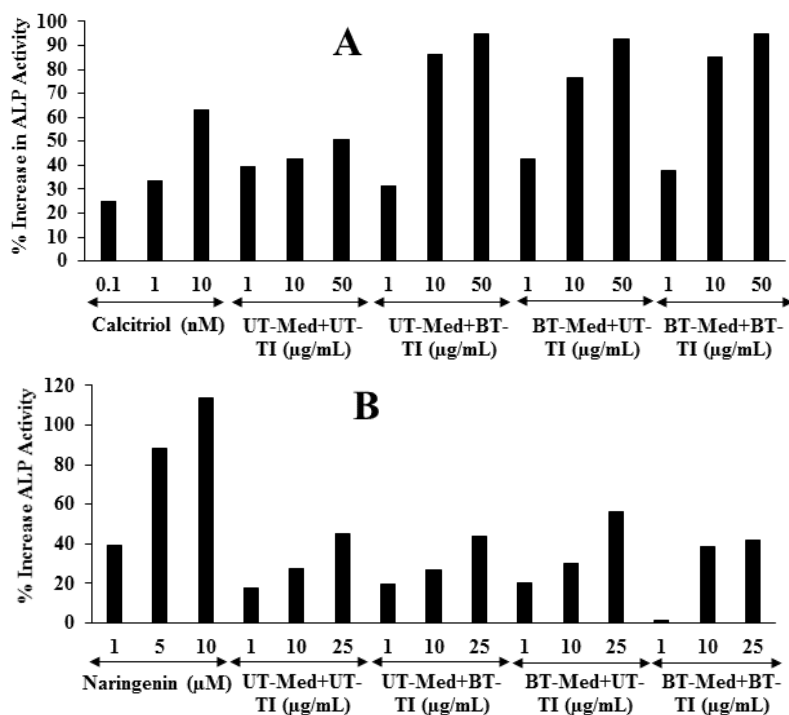 A
% Increase in ALP Activity
100
90
80
70
60
50
40
30
20
10
0
0.1 1 10 1 10 50 1 10 50 1 10 50 1 10 50
Calcitriol (nM) UT-Med+UT- UT-Med+BT- BT-Med+UT- BT-Med+BT-
TI (µg/mL) TI (µg/mL) TI (µg/mL) TI (µg/mL)
B
% Increase ALP Activity
120
100
80
60
40
20
0
1 5 10 1 10 25 1 10 25 1 10 25 1 10 25
Naringenin (µM) UT-Med+UT- UT-Med+BT- BT-Med+UT- BT-Med+BT-
TI (µg/mL) TI (µg/mL) TI (µg/mL) TI (µg/mL)